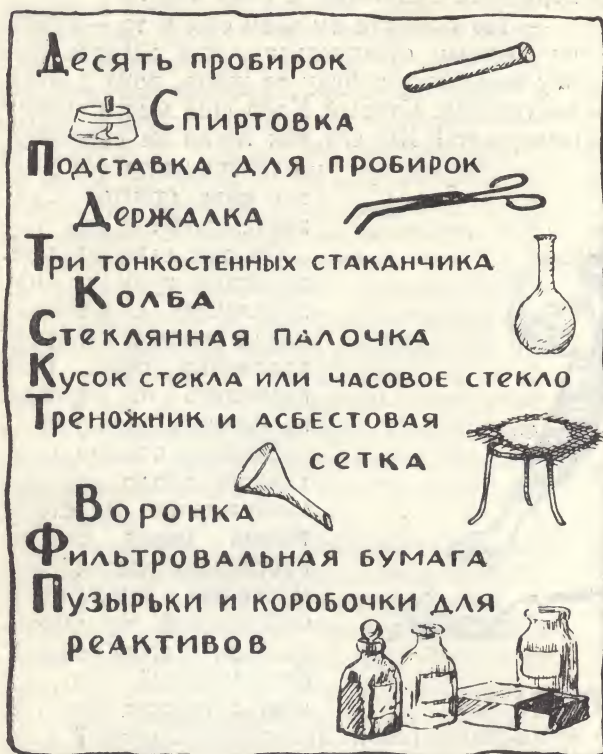 Десять пробирок
Спиртовка
Подставка для пробирок
Держалка
Три тонкостенных стаканчика
Колба
Стеклянная палочка
Кусок стекла или часовое стекло
Треножник и асбестовая
сетка
Воронка
Фильтровальная бумага
Пузырьки и коробочки для
реактивов